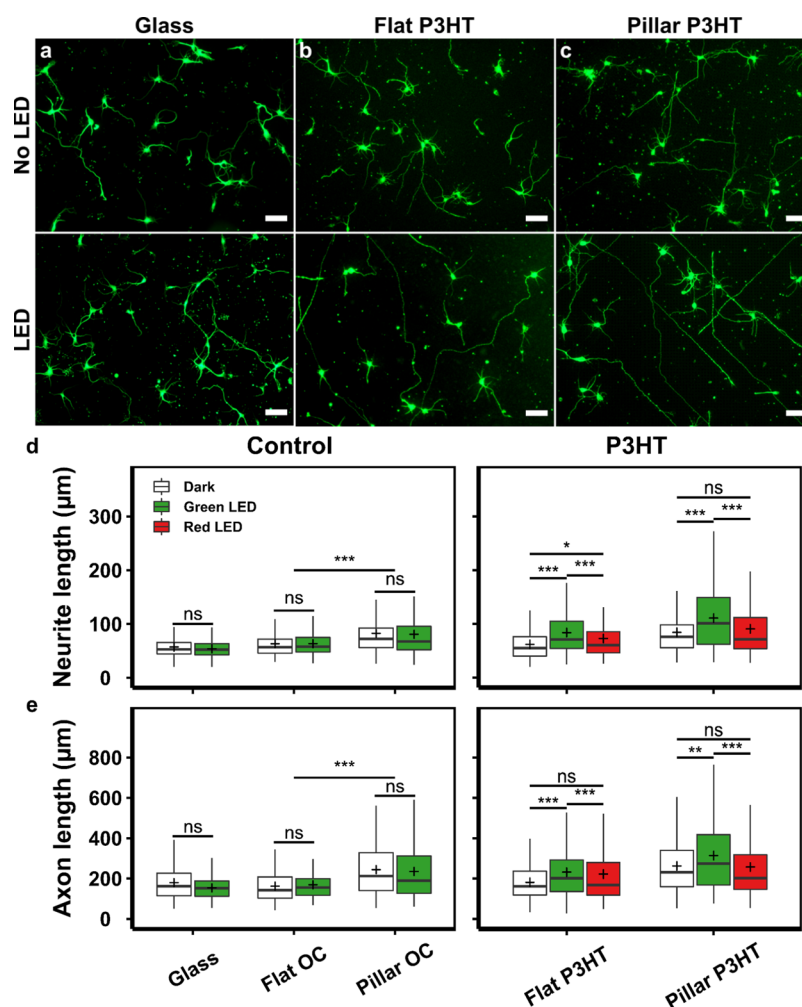 Glass Flat P3HT Pillar P3HT
a b c
No LED
LED
d Control P3HT
Neurite length (μm)
300
200
100
0
Dark
Green LED
Red LED
ns ns *** ns
* *** *** ns *** ***
e
Axon length (μm)
800
600
400
200
0
ns ns *** ns
ns *** *** ns ** ***
Glass Flat OC Pillar OC Flat P3HT Pillar P3HT